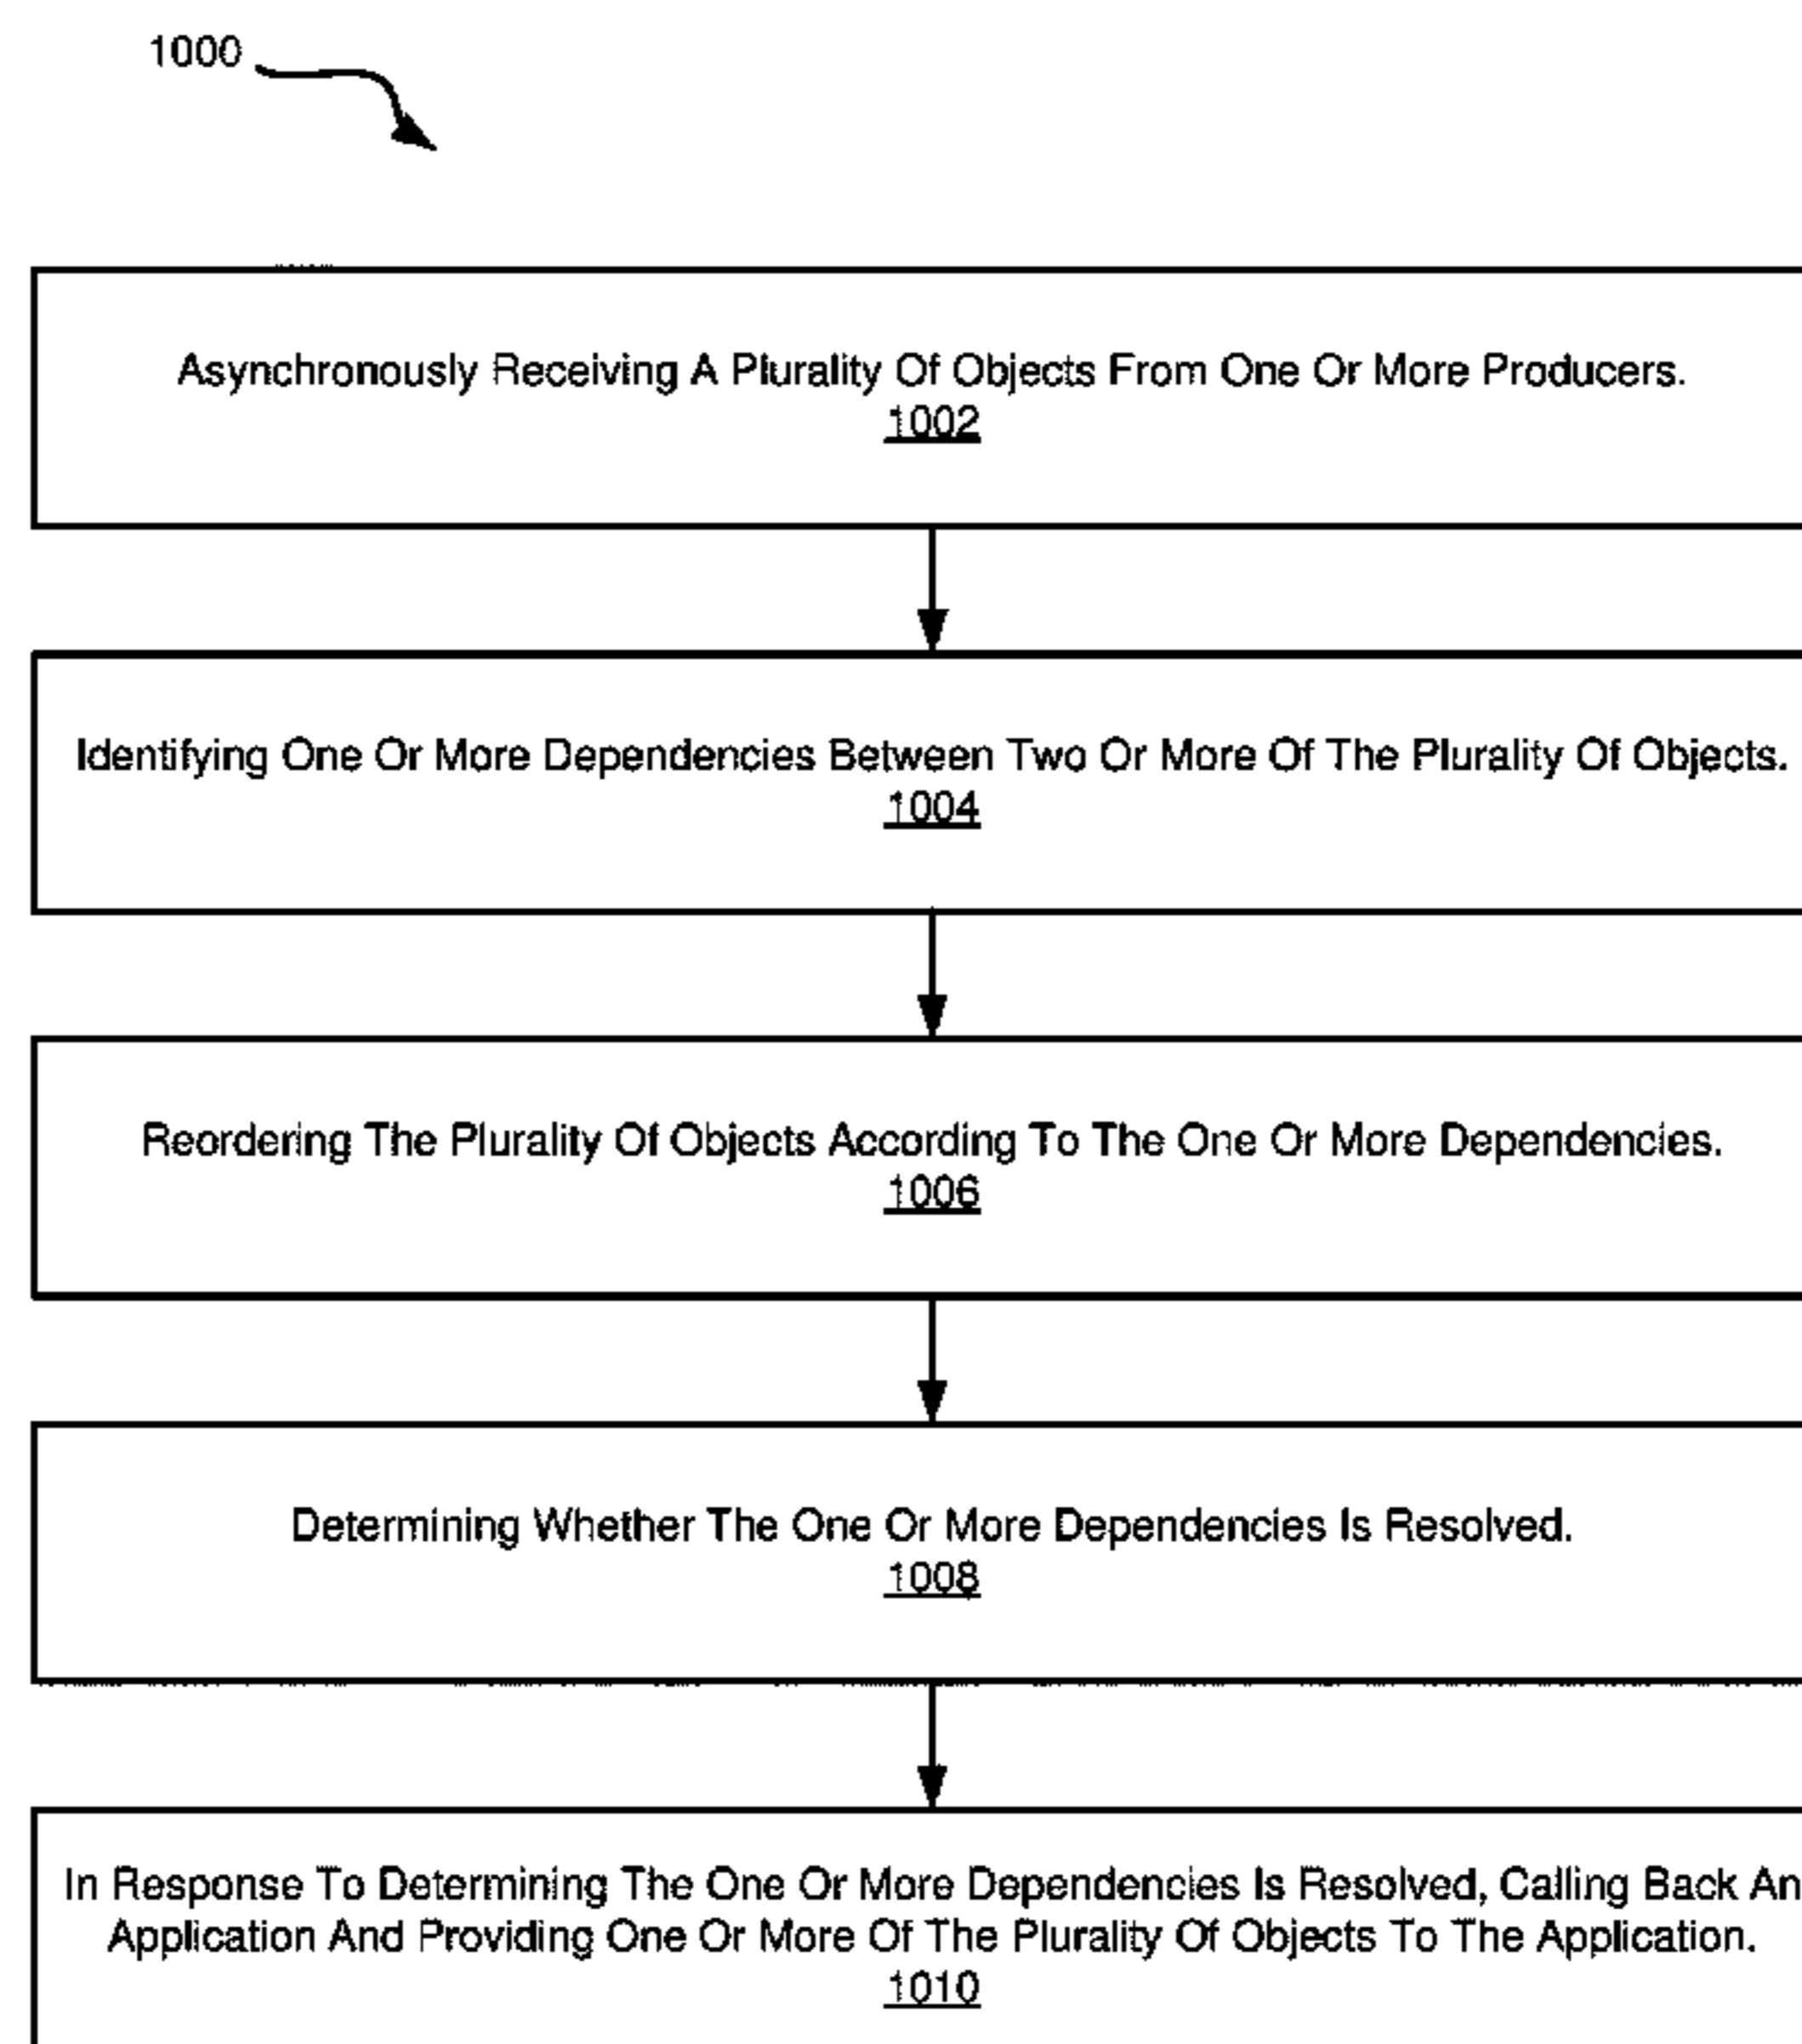 1000
Asynchronously Receiving A Plurality Of Objects From One Or More Producers.
1002
Identifying One Or More Dependencies Between Two Or More Of The Plurality Of Objects.
1004
Reordering The Plurality Of Objects According To The One Or More Dependencies.
1006
Determining Whether The One Or More Dependencies Is Resolved.
1008
In Response To Determining The One Or More Dependencies Is Resolved, Calling Back An
Application And Providing One Or More Of The Plurality Of Objects To The Application.
1010